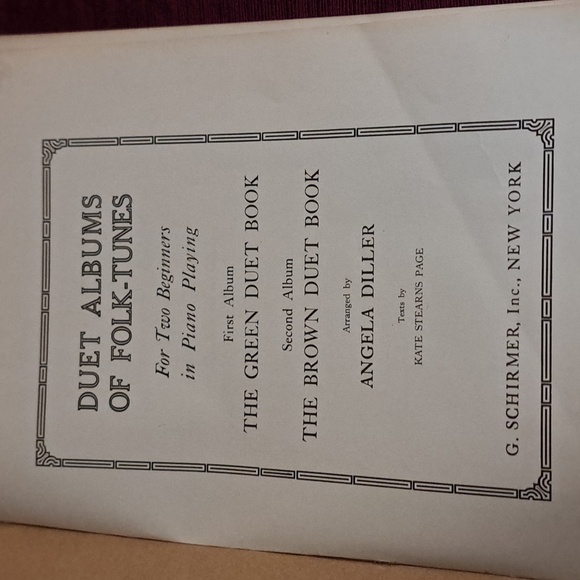 DUET ALBUMS
OF FOLK-TUNES
For Two Beginners
in Piano Playing
First Album
THE GREEN DUET BOOK
Second Album
THE BROWN DUET BOOK
Arranged by
ANGELA DILLER
Texts by
KATE STEARNS PAGE
G. SCHIRMER, Inc., NEW YORK